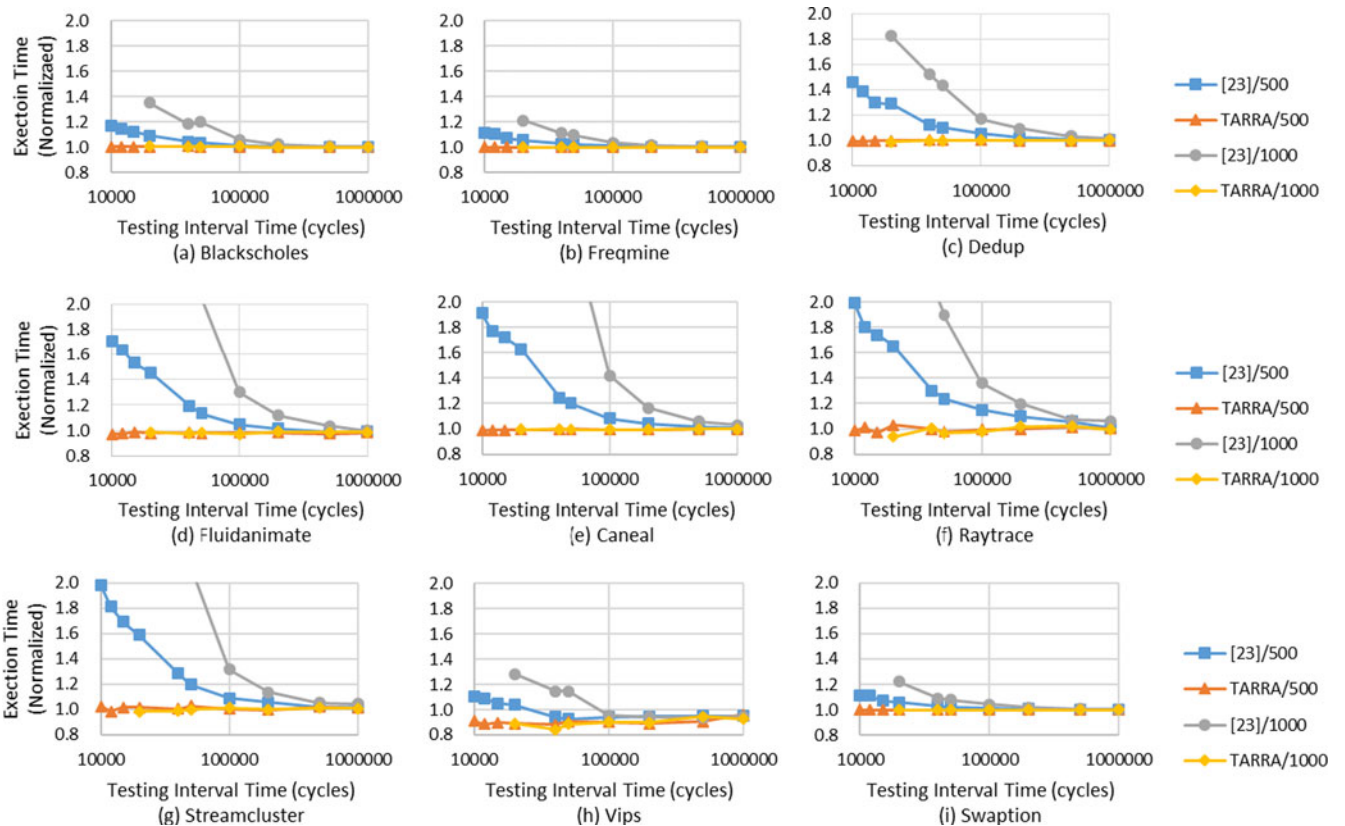 Exectoin Time
(Normalizaed)
2.0
1.8
1.6
1.4
1.2
1.0
0.8
10000 100000 1000000
Testing Interval Time (cycles)
(a) Blackscholes
2.0
1.8
1.6
1.4
1.2
1.0
0.8
10000 100000 1000000
Testing Interval Time (cycles)
(b) Freqmine
2.0
1.8
1.6
1.4
1.2
1.0
0.8
10000 100000 1000000
Testing Interval Time (cycles)
(c) Dedup
[23]/500
TARRA/500
[23]/1000
TARRA/1000
Exection Time
(Normalized)
2.0
1.8
1.6
1.4
1.2
1.0
0.8
10000 100000 1000000
Testing Interval Time (cycles)
(d) Fluidanimate
2.0
1.8
1.6
1.4
1.2
1.0
0.8
10000 100000 1000000
Testing Interval Time (cycles)
(e) Caneal
2.0
1.8
1.6
1.4
1.2
1.0
0.8
10000 100000 1000000
Testing Interval Time (cycles)
(f) Raytrace
[23]/500
TARRA/500
[23]/1000
TARRA/1000
Exection Time
(Normalized)
2.0
1.8
1.6
1.4
1.2
1.0
0.8
10000 100000 1000000
Testing Interval Time (cycles)
(g) Streamcluster
2.0
1.8
1.6
1.4
1.2
1.0
0.8
10000 100000 1000000
Testing Interval Time (cycles)
(h) Vips
2.0
1.8
1.6
1.4
1.2
1.0
0.8
10000 100000 1000000
Testing Interval Time (cycles)
(i) Swaption
[23]/500
TARRA/500
[23]/1000
TARRA/1000